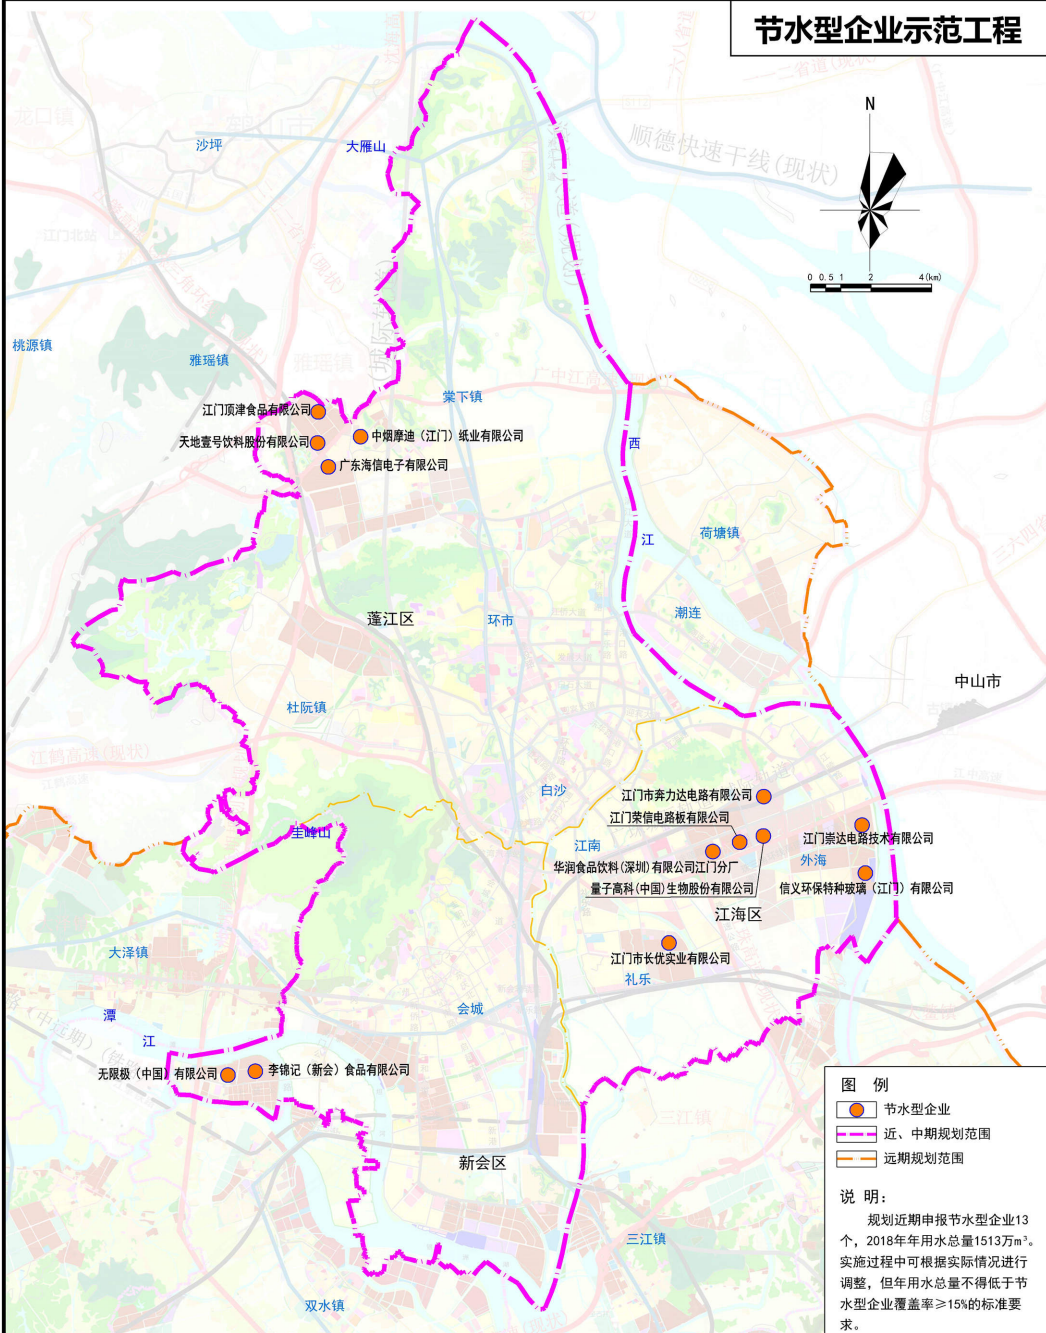 节水型企业示范工程
N
0 0.5 1 2 4(km)
顺德快速干线(现状)
沙坪
大雁山
江门北站
桃源镇
雅瑶镇
雅瑶镇
棠下镇
江门顶津食品有限公司
天地壹号饮料股份有限公司
中烟摩迪（江门）纸业有限公司
广东海信电子有限公司
西
江
荷塘镇
潮连
蓬江区
环市
中山市
杜阮镇
江鹤高速(现状)
白沙
江门市奔力达电路有限公司
江门荣信电路板有限公司
江门崇达电路技术有限公司
圭峰山
江南
华润食品饮料(深圳)有限公司江门分厂
外海
量子高科(中国)生物股份有限公司
信义环保特种玻璃（江门）有限公司
江海区
大泽镇
江门市长优实业有限公司
礼乐
会城
潭
江
无限极（中国）有限公司
李锦记（新会）食品有限公司
三江镇
新会区
三江镇
双水镇
图 例
节水型企业
近、中期规划范围
远期规划范围
说 明：
规划近期申报节水型企业13
个，2018年年用水总量1513万m³。
实施过程中可根据实际情况进行
调整，但年用水总量不得低于节
水型企业覆盖率≥15%的标准要
求。